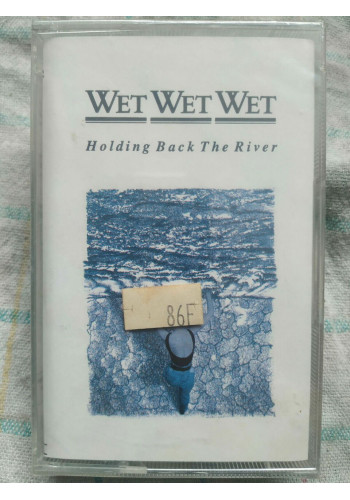 WET WET WET
Holding Back The River
86F